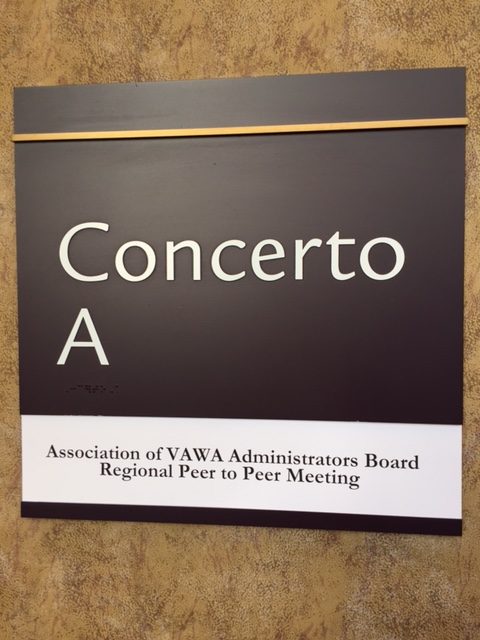 Concerto
A
Association of VAWA Administrators Board
Regional Peer to Peer Meeting